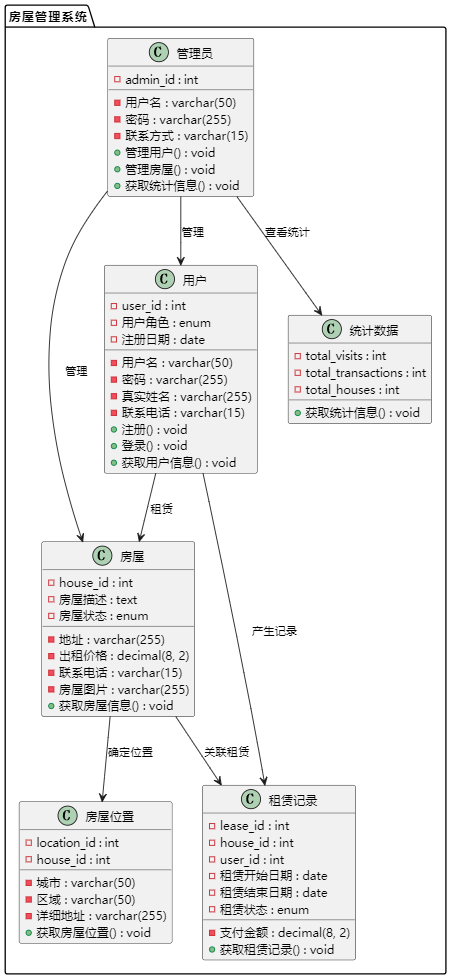 房屋管理系统
C 管理员
admin_id : int
用户名 : varchar(50)
密码 : varchar(255)
联系方式 : varchar(15)
管理用户() : void
管理房屋() : void
获取统计信息() : void
管理
查看统计
C 用户
user_id : int
用户角色 : enum
注册日期 : date
用户名 : varchar(50)
密码 : varchar(255)
真实姓名 : varchar(255)
联系电话 : varchar(15)
注册() : void
登录() : void
获取用户信息() : void
C 统计数据
total_visits : int
total_transactions : int
total_houses : int
获取统计信息() : void
管理
租赁
产生记录
C 房屋
house_id : int
房屋描述 : text
房屋状态 : enum
地址 : varchar(255)
出租价格 : decimal(8, 2)
联系电话 : varchar(15)
房屋图片 : varchar(255)
获取房屋信息() : void
确定位置
关联租赁
C 房屋位置
location_id : int
house_id : int
城市 : varchar(50)
区域 : varchar(50)
详细地址 : varchar(255)
获取房屋位置() : void
C 租赁记录
lease_id : int
house_id : int
user_id : int
租赁开始日期 : date
租赁结束日期 : date
租赁状态 : enum
支付金额 : decimal(8, 2)
获取租赁记录() : void